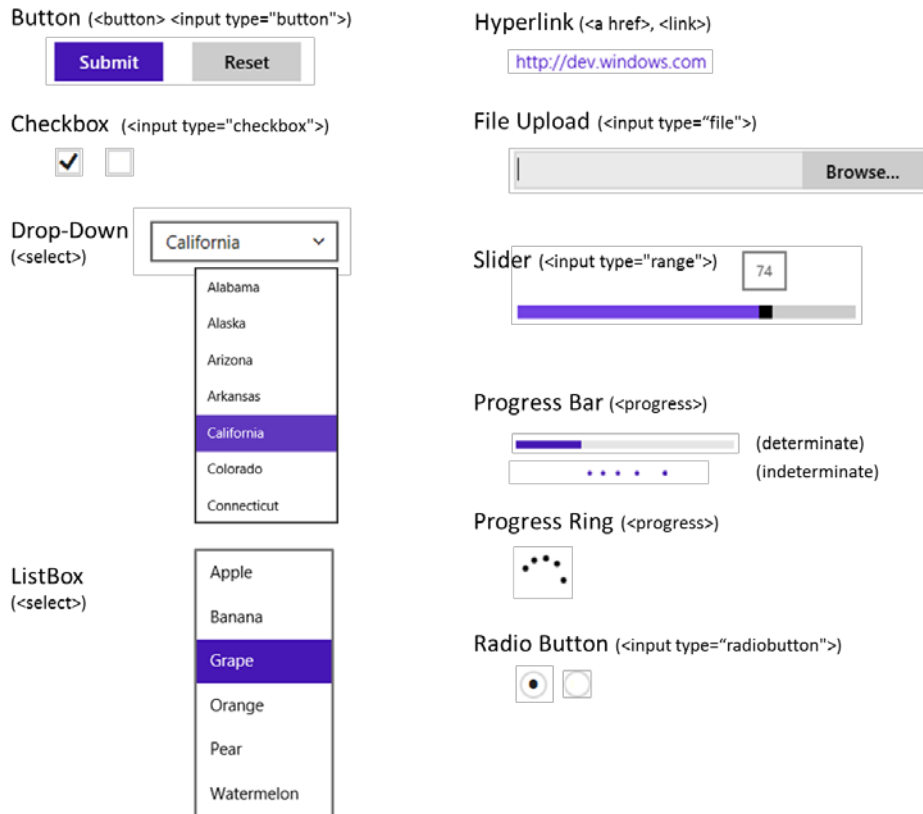 Button (<button> <input type="button">)
Submit
Reset
Checkbox (<input type="checkbox">)
Drop-Down
(<select>)
California
Alabama
Alaska
Arizona
Arkansas
California
Colorado
Connecticut
ListBox
(<select>)
Apple
Banana
Grape
Orange
Pear
Watermelon
Hyperlink (<a href>, <link>)
http://dev.windows.com
File Upload (<input type=“file">)
Browse...
Slider (<input type="range">)
74
Progress Bar (<progress>)
(determinate)
(indeterminate)
Progress Ring (<progress>)
Radio Button (<input type=“radiobutton">)